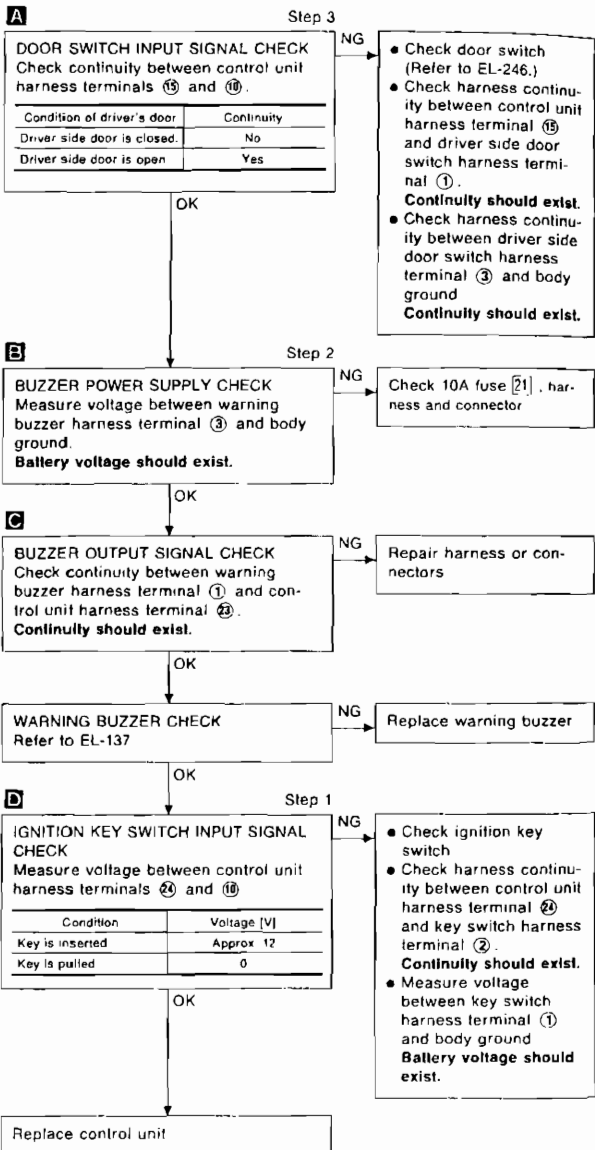 A
Step 3
DOOR SWITCH INPUT SIGNAL CHECK
Check continuity between control unit
harness terminals ⑮ and ⑩.
Condition of driver's door Continuity
Driver side door is closed. No
Driver side door is open Yes
NG
● Check door switch
(Refer to EL-246.)
● Check harness continu-
ity between control unit
harness terminal ⑮
and driver side door
switch harness termi-
nal ①.
Continuity should exist.
● Check harness continu-
ity between driver side
door switch harness
terminal ③ and body
ground
Continuity should exist.
OK
B
Step 2
BUZZER POWER SUPPLY CHECK
Measure voltage between warning
buzzer harness terminal ③ and body
ground.
Battery voltage should exist.
NG
Check 10A fuse [21], har-
ness and connector
OK
C
BUZZER OUTPUT SIGNAL CHECK
Check continuity between warning
buzzer harness terminal ① and con-
trol unit harness terminal ㉓.
Continuity should exist.
NG
Repair harness or con-
nectors
OK
WARNING BUZZER CHECK
Refer to EL-137
NG
Replace warning buzzer
OK
D
Step 1
IGNITION KEY SWITCH INPUT SIGNAL
CHECK
Measure voltage between control unit
harness terminals ㉔ and ⑩
Condition Voltage [V]
Key is inserted Approx 12
Key is pulled 0
NG
● Check ignition key
switch
● Check harness continu-
ity between control unit
harness terminal ㉔
and key switch harness
terminal ②.
Continuity should exist.
● Measure voltage
between key switch
harness terminal ①
and body ground
Battery voltage should
exist.
OK
Replace control unit